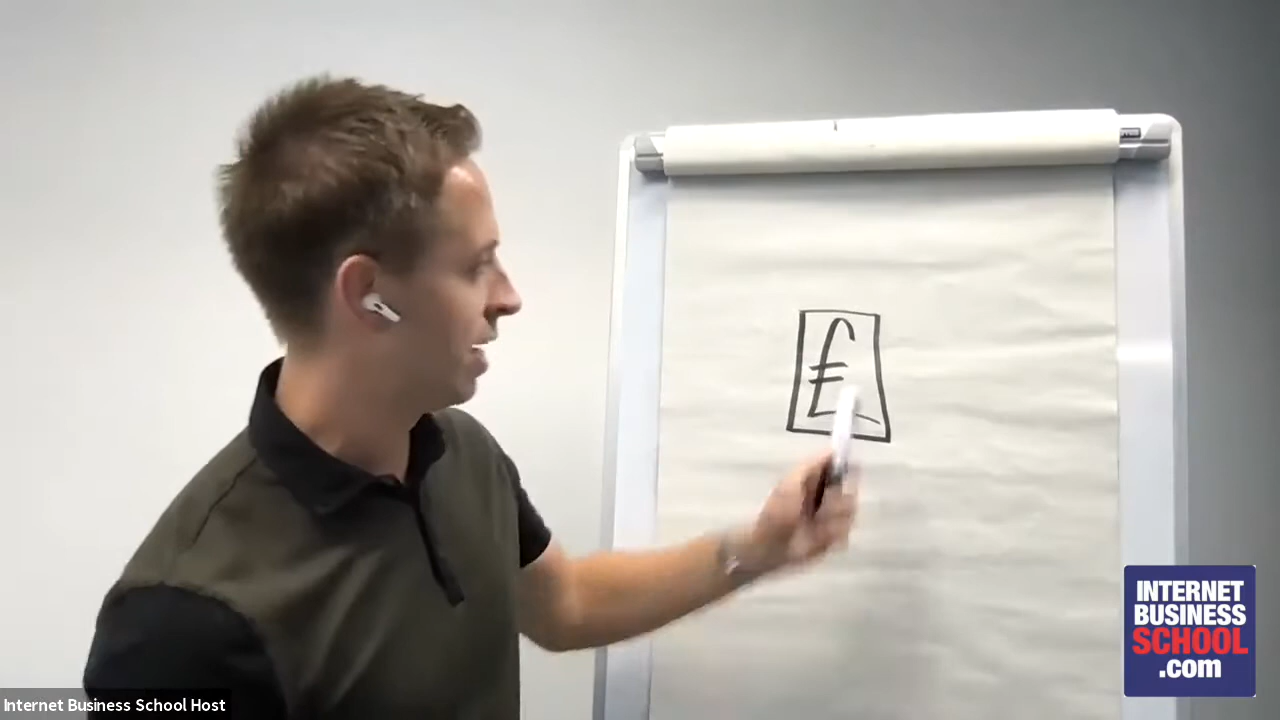 £
INTERNET
BUSINESS
SCHOOL
.com
Internet Business School Host